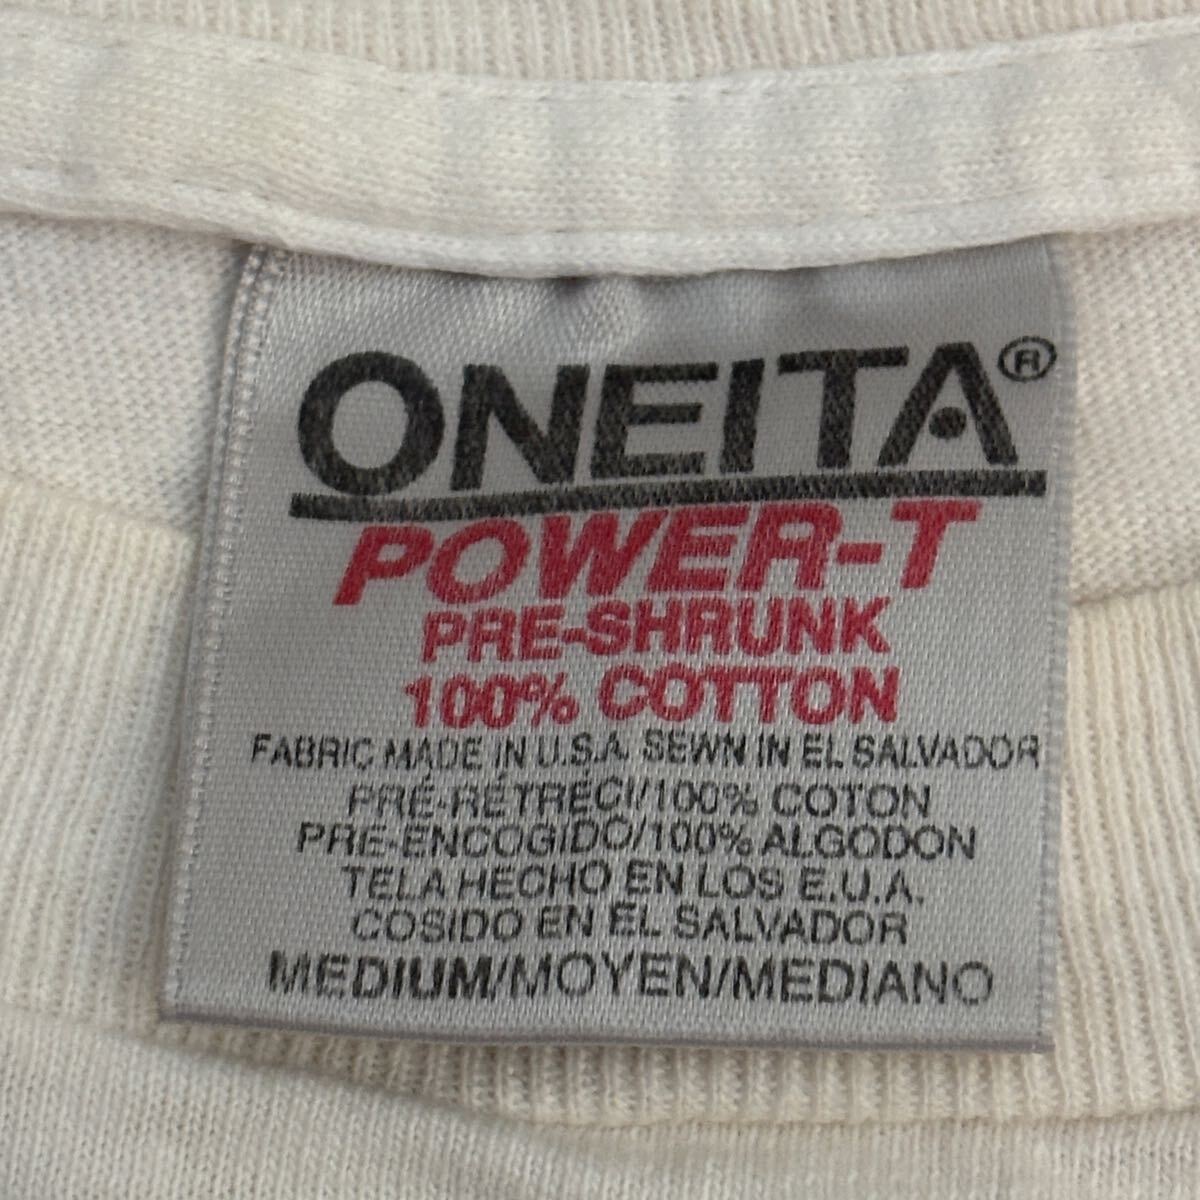 ONEITA®
POWER-T
PRE-SHRUNK
100% COTTON
FABRIC MADE IN U.S.A. SEWN IN EL SALVADOR
PRÉ-RÉTRÉCI/100% COTON
PRE-ENCOGIDO/100% ALGODON
TELA HECHO EN LOS E.U.A.
COSIDO EN EL SALVADOR
MEDIUM/MOYEN/MEDIANO